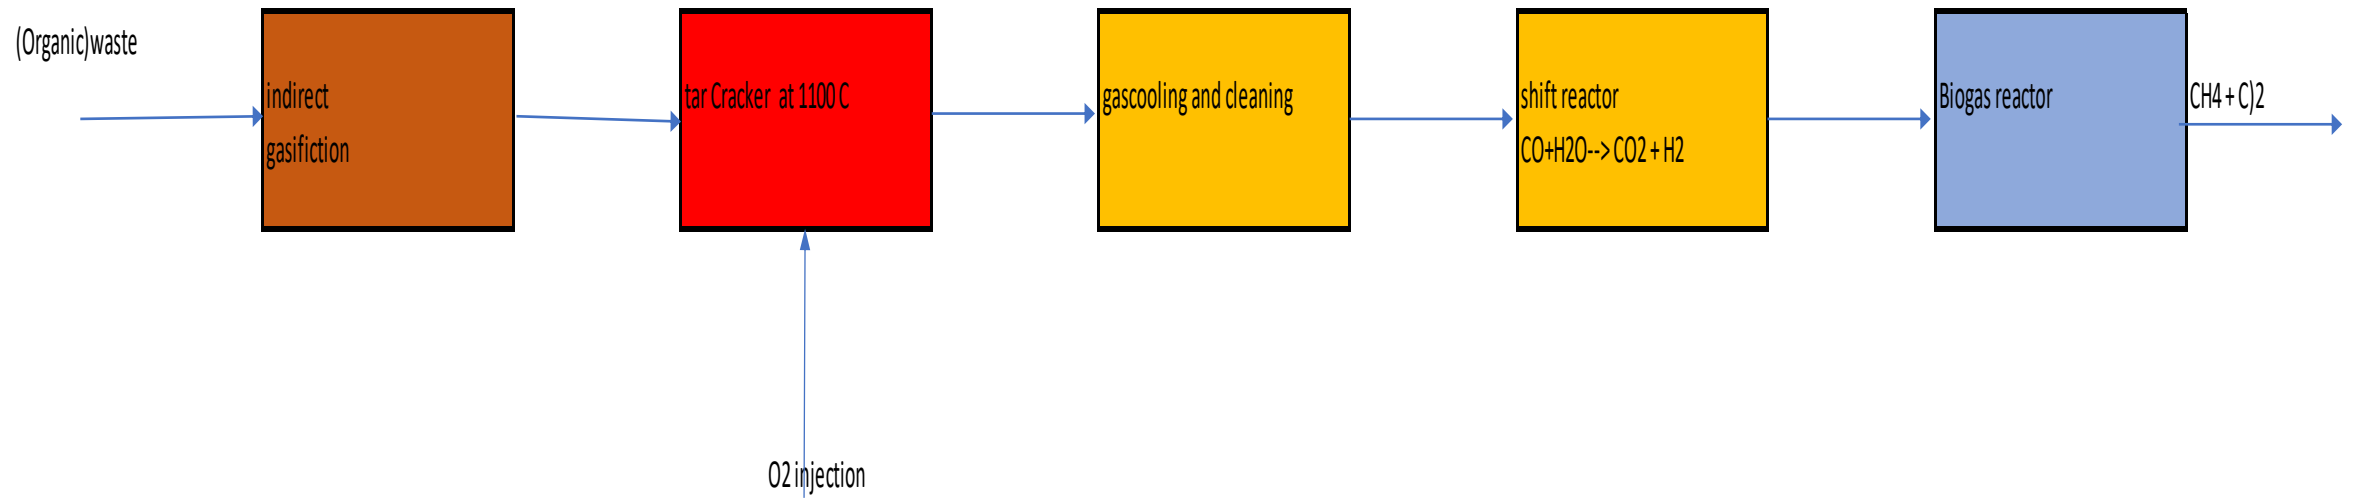 (Organic)waste
indirect
gasifiction
tar Cracker  at 1100 C
gascooling and cleaning
shift reactor
CO+H2O--> CO2 + H2
Biogas reactor
CH4 + C)2
O2 injection